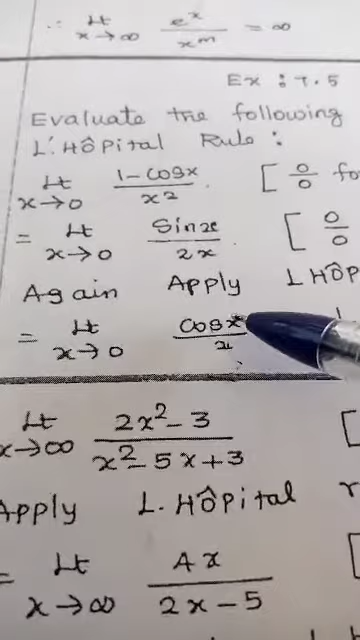 ∴ Lt x→∞ e^x / x^m = ∞
Ex : 7.5
Evaluate the following
L'Hôpital Rule :
Lt x→0 1-cosx / x² [ 0/0 fo
= Lt x→0 Sinx / 2x [ 0/0
Again Apply L Hôp
= Lt x→0 cosx /
Lt x→∞ 2x²-3 / x²-5x+3 [
Apply L. Hôpital r
= Lt x→∞ 4x / 2x-5 [